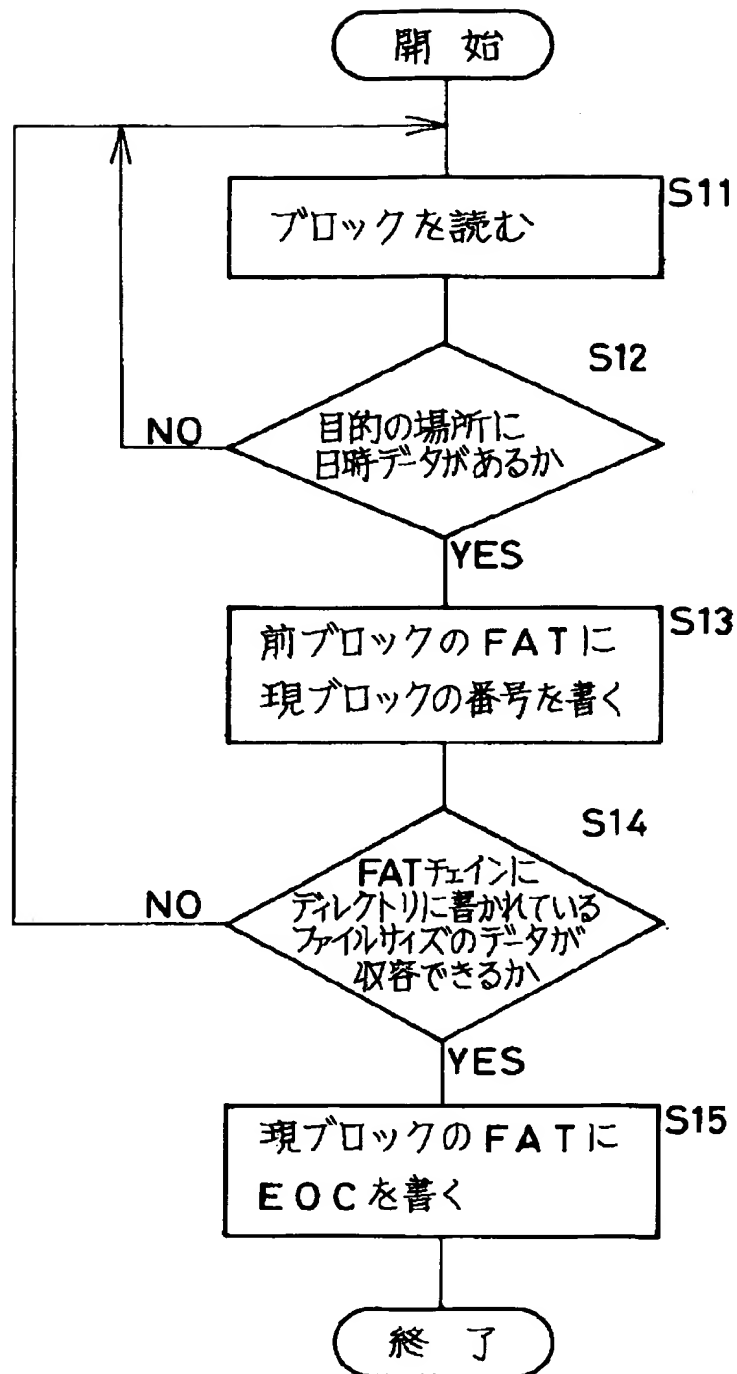 開始
S11
ブロックを読む
S12
目的の場所に
日時データがあるか
NO
YES
S13
前ブロックのFATに
現ブロックの番号を書く
S14
FATチェインに
ディレクトリに書かれている
ファイルサイズのデータが
収容できるか
NO
YES
S15
現ブロックのFATに
EOCを書く
終了